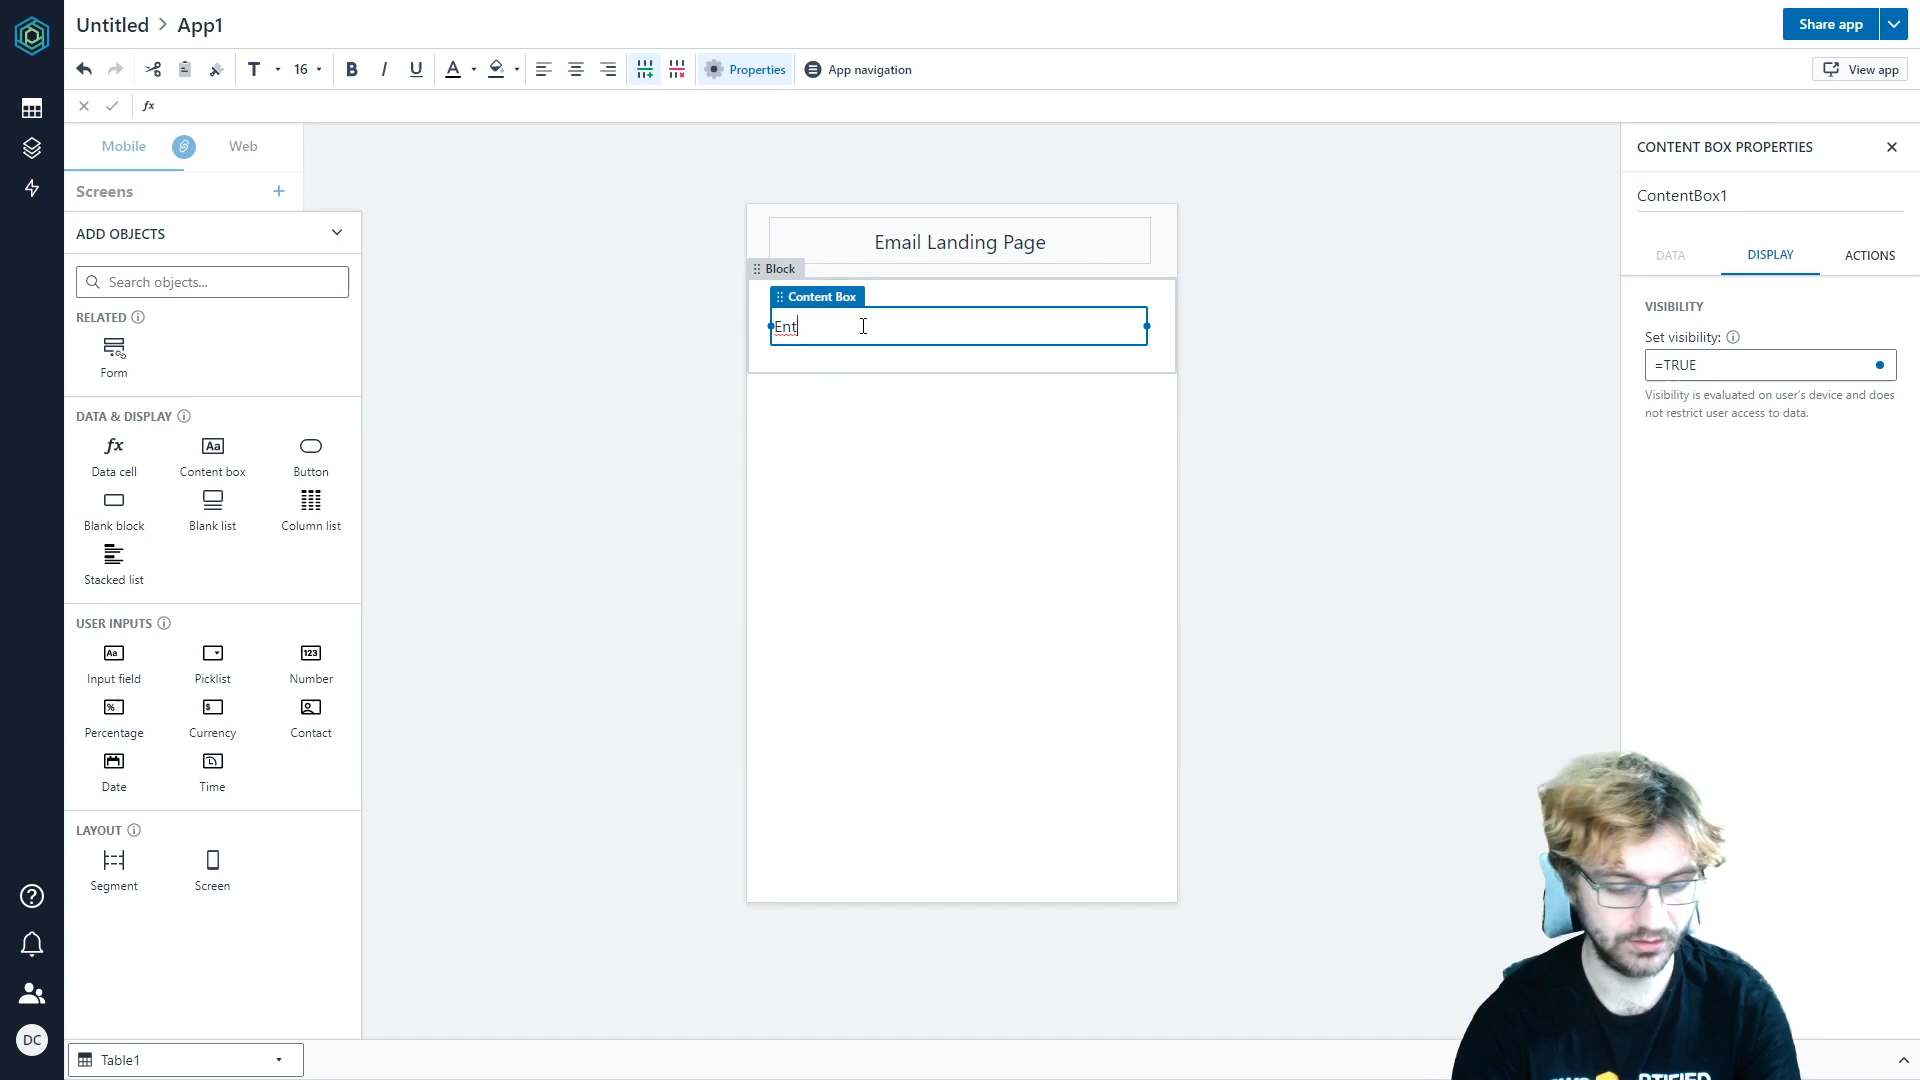 Untitled > App1
Share app
T 16 B I U A Properties App navigation View app
fx
Mobile Web
Screens +
ADD OBJECTS
Search objects...
RELATED
Form
DATA & DISPLAY
fx Aa
Data cell Content box Button
Blank block Blank list Column list
Stacked list
USER INPUTS
Aa 123
Input field Picklist Number
% $
Percentage Currency Contact
Date Time
LAYOUT
Segment Screen
DC
Table1
Email Landing Page
Block
Content Box
Ent
CONTENT BOX PROPERTIES
ContentBox1
DATA DISPLAY ACTIONS
VISIBILITY
Set visibility:
=TRUE
Visibility is evaluated on user's device and does
not restrict user access to data.